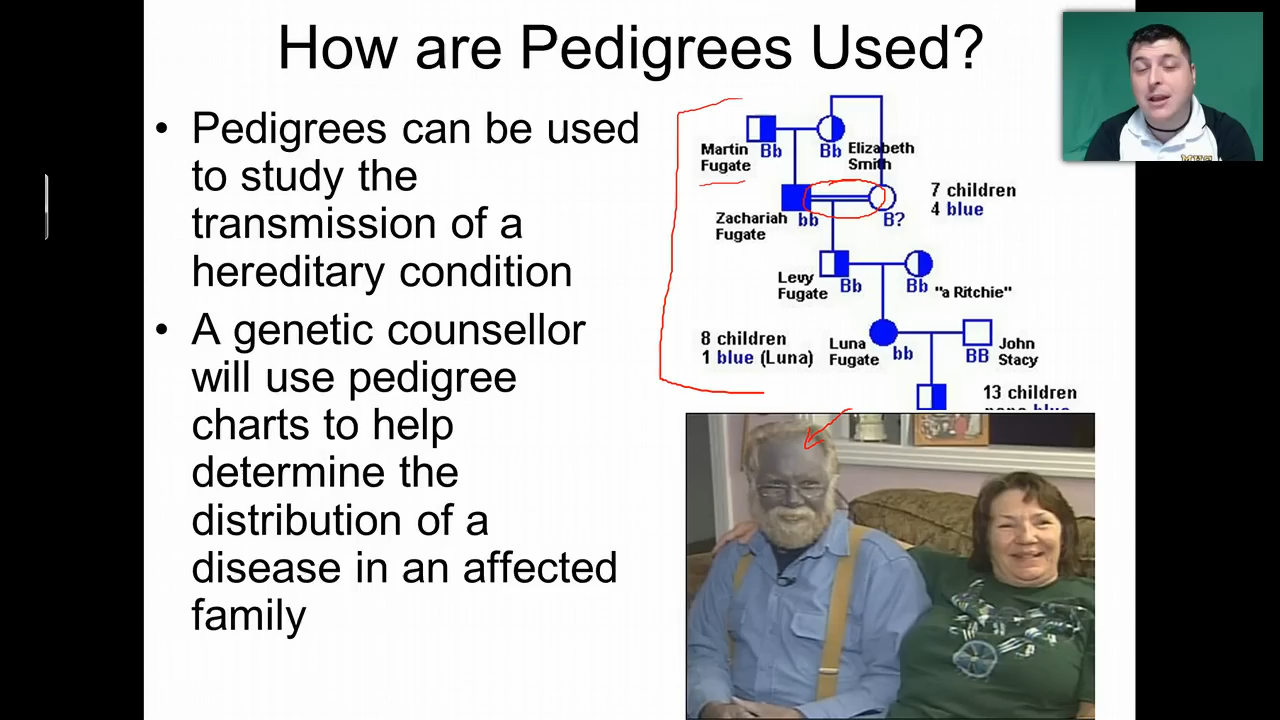 How are Pedigrees Used?
• Pedigrees can be used
to study the
transmission of a
hereditary condition
• A genetic counsellor
will use pedigree
charts to help
determine the
distribution of a
disease in an affected
family
Martin
Fugate
Bb
Bb
Elizabeth
Smith
Zachariah
Fugate
bb
B?
7 children
4 blue
Levy
Fugate
Bb
Bb
"a Ritchie"
8 children
1 blue (Luna)
Luna
Fugate
bb
BB
John
Stacy
13 children